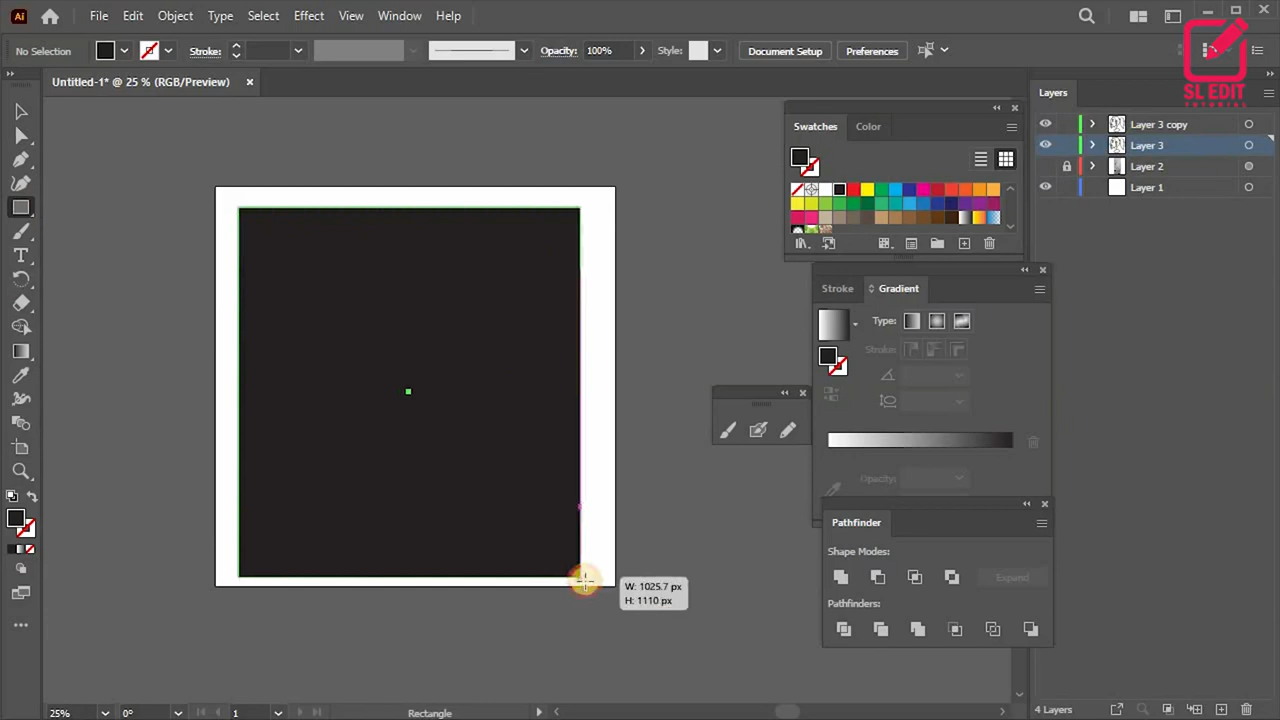 Ai File Edit Object Type Select Effect View Window Help
No Selection Stroke: Opacity: 100% Style: Document Setup Preferences
SL EDIT
TUTORIAL
Untitled-1* @ 25 % (RGB/Preview)
Layers
Layer 3 copy
Layer 3
Layer 2
Layer 1
Swatches Color
Stroke Gradient
Type:
Stroke:
Opacity:
Pathfinder
Shape Modes:
Expand
Pathfinders:
W: 1025.7 px
H: 1110 px
25% 0° 1 Rectangle
4 Layers